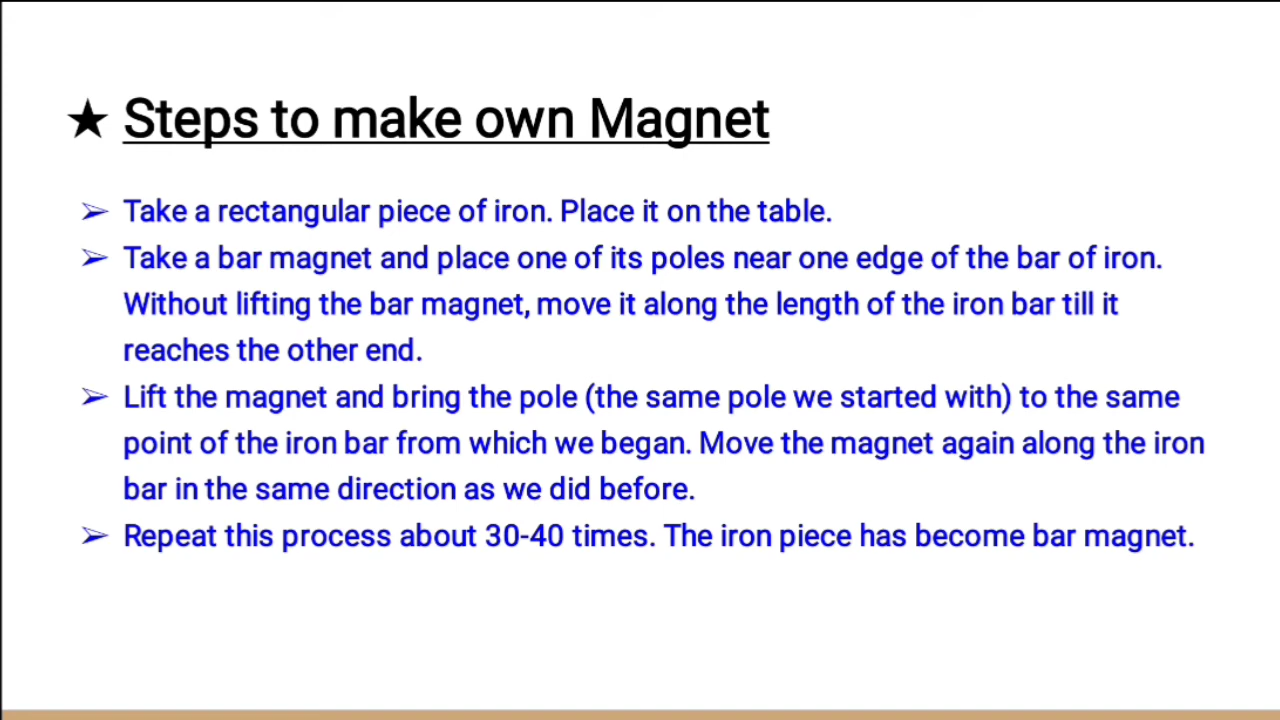 ★ Steps to make own Magnet
➢ Take a rectangular piece of iron. Place it on the table.
➢ Take a bar magnet and place one of its poles near one edge of the bar of iron.
Without lifting the bar magnet, move it along the length of the iron bar till it
reaches the other end.
➢ Lift the magnet and bring the pole (the same pole we started with) to the same
point of the iron bar from which we began. Move the magnet again along the iron
bar in the same direction as we did before.
➢ Repeat this process about 30-40 times. The iron piece has become bar magnet.